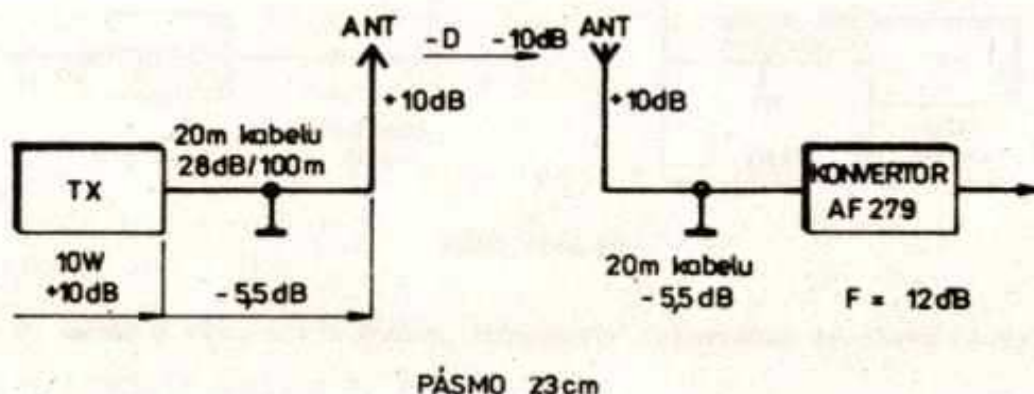 ANT
-D -10dB
ANT
+10dB
+10dB
20m kabelu
28dB/100m
TX
KONVERTOR
AF 279
10W
+10dB
-5,5dB
20m kabelu
-5,5dB
F = 12dB
PÁSMO 23cm